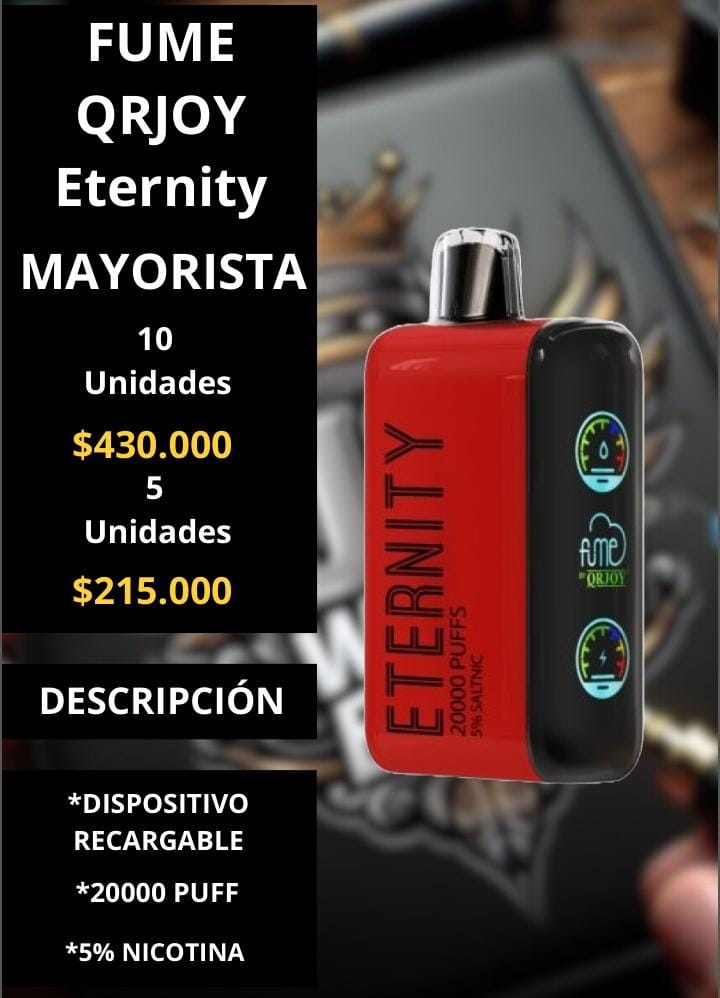 FUME
QRJOY
Eternity
MAYORISTA
10
Unidades
$430.000
5
Unidades
$215.000
DESCRIPCIÓN
*DISPOSITIVO
RECARGABLE
*20000 PUFF
*5% NICOTINA
ETERNITY
20000 PUFFS
5% SALTNIC
fume
BY QRJOY